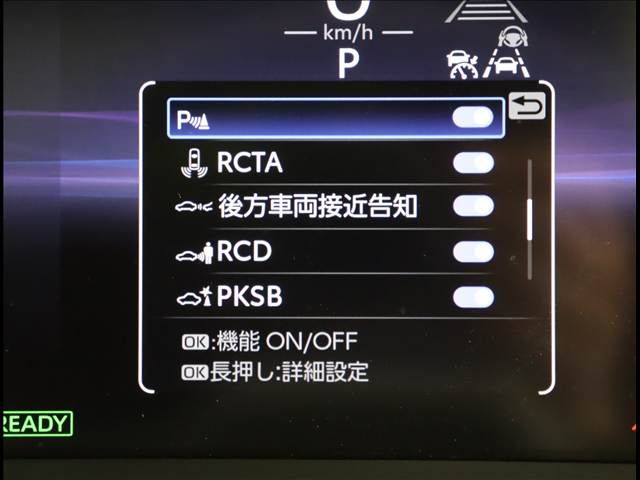 km/h
P
P
RCTA
後方車両接近告知
RCD
PKSB
OK:機能 ON/OFF
OK長押し:詳細設定
READY